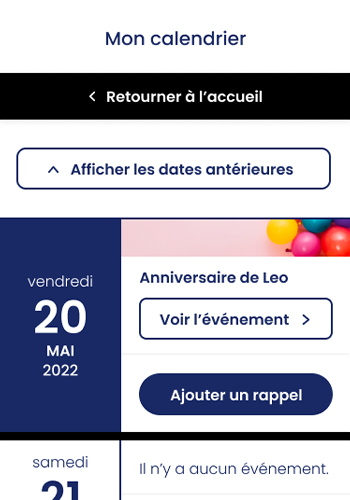 Mon calendrier
Retourner à l’accueil
Afficher les dates antérieures
vendredi
20
MAI
2022
Anniversaire de Leo
Voir l’événement
Ajouter un rappel
samedi
21
Il n’y a aucun événement.